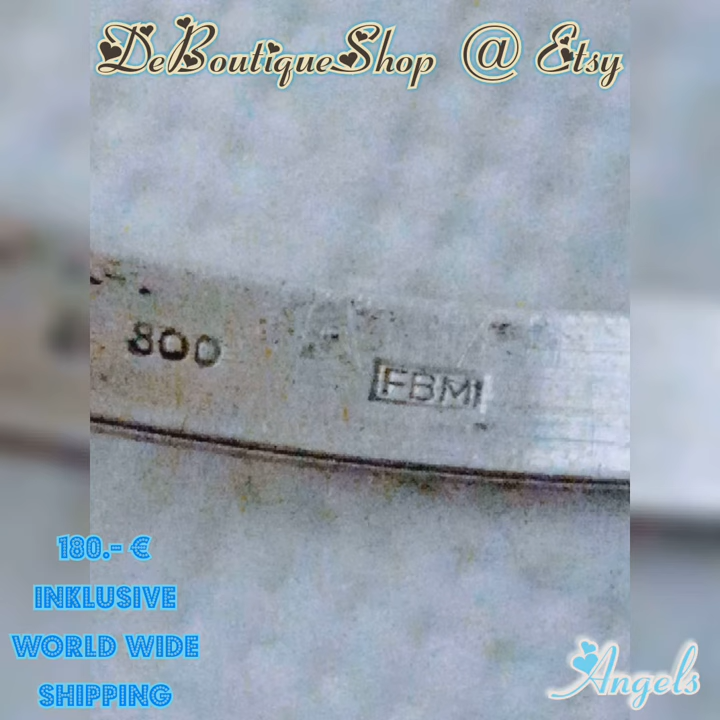 DeBoutiqueShop @ Etsy
800
FBM
180.- €
INKLUSIVE
WORLD WIDE
SHIPPING
Angels